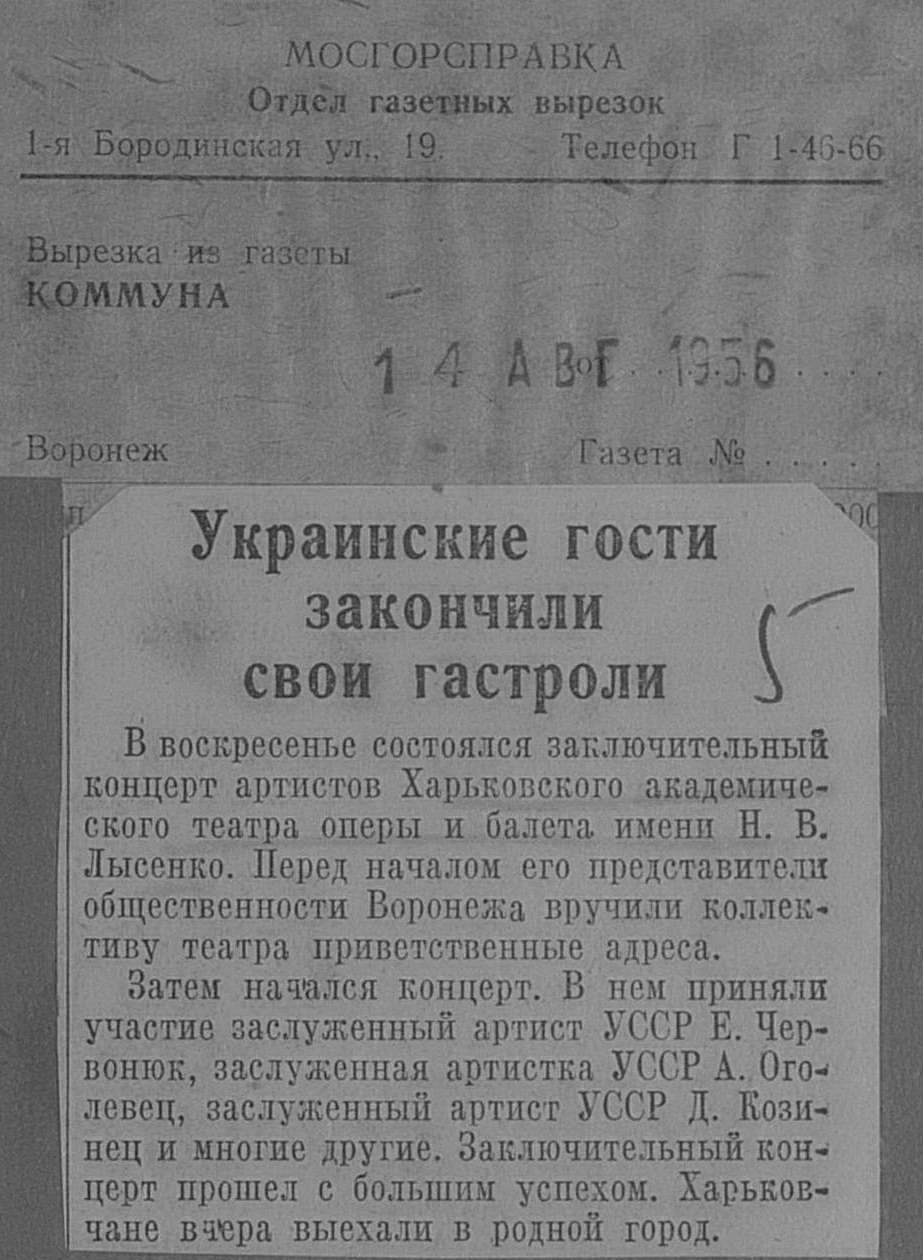 МОСГОРСПРАВКА
Отдел газетных вырезок
1-я Бородинская ул., 19. Телефон Г 1-46-66
Вырезка из газеты
КОММУНА
14 АВГ 1956
от . . . . . . . .
Воронеж Газета № . . . . .
Украинские гости
закончили
свои гастроли
5
В воскресенье состоялся заключительный
концерт артистов Харьковского академиче-
ского театра оперы и балета имени Н. В.
Лысенко. Перед началом его представители
общественности Воронежа вручили коллек-
тиву театра приветственные адреса.
Затем начался концерт. В нем приняли
участие заслуженный артист УССР Е. Чер-
вонюк, заслуженная артистка УССР А. Ого-
левец, заслуженный артист УССР Д. Кози-
нец и многие другие. Заключительный кон-
церт прошел с большим успехом. Харьков-
чане вчера выехали в родной город.